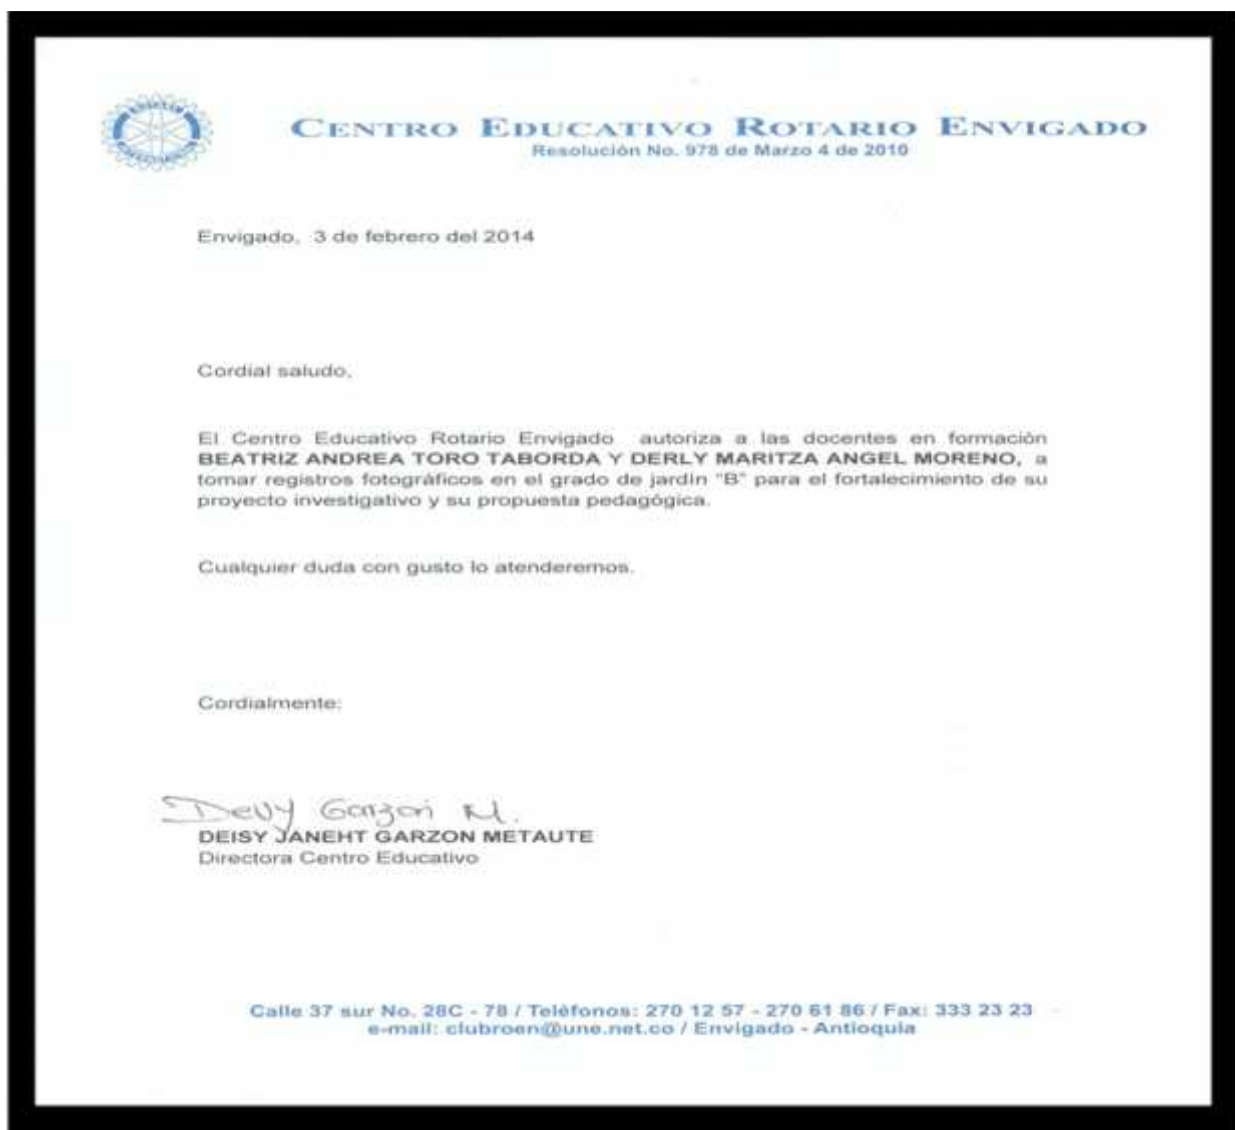 CENTRO EDUCATIVO ROTARIO ENVIGADO
Resolución No. 978 de Marzo 4 de 2010
Envigado, 3 de febrero del 2014
Cordial saludo,
El Centro Educativo Rotario Envigado autoriza a las docentes en formación
BEATRIZ ANDREA TORO TABORDA Y DERLY MARITZA ANGEL MORENO, a
tomar registros fotográficos en el grado de jardín "B" para el fortalecimiento de su
proyecto investigativo y su propuesta pedagógica.
Cualquier duda con gusto lo atenderemos.
Cordialmente:
Garzon M.
DEISY JANEHT GARZON METAUTE
Directora Centro Educativo
Calle 37 sur No. 28C - 78 / Teléfonos: 270 12 57 - 270 61 86 / Fax: 333 23 23
e-mail: clubroen@une.net.co / Envigado - Antioquia